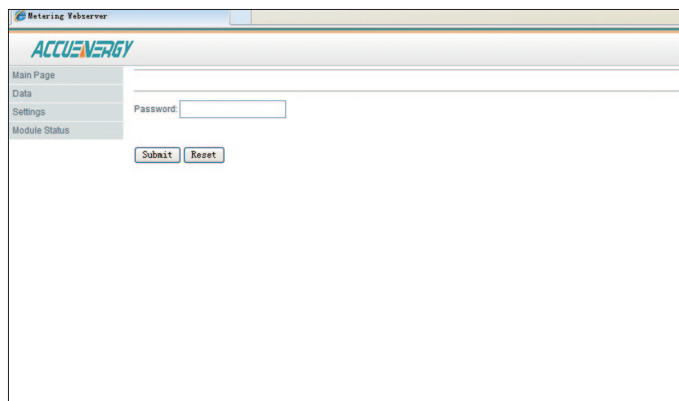 Metering Webserver
ACCUENERGY
Main Page
Data
Settings
Password:
Module Status
Submit Reset